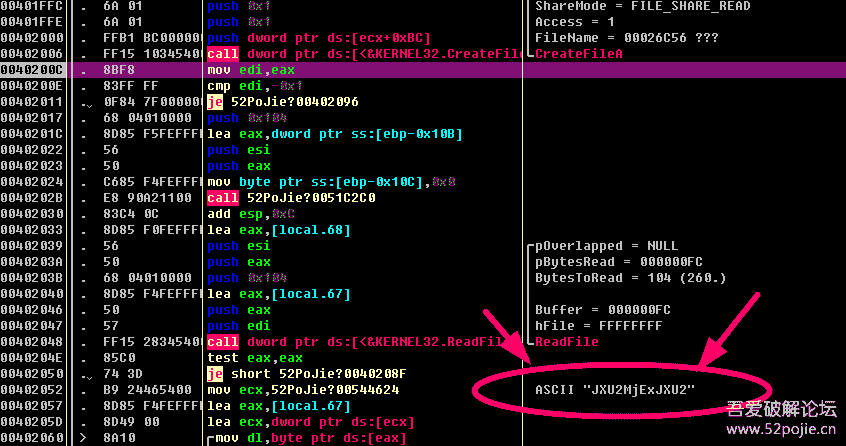 00401FFC . 6A 01 push 0x1 ShareMode = FILE_SHARE_READ
00401FFE . 6A 01 push 0x1 Access = 1
00402000 . FFB1 BC000000 push dword ptr ds:[ecx+0xBC] FileName = 00026C56 ???
00402006 . FF15 10345400 call dword ptr ds:[<&KERNEL32.CreateFile CreateFileA
0040200C . 8BF8 mov edi,eax
0040200E . 83FF FF cmp edi,-0x1
00402011 . 0F84 7F000000 je 52PoJie?00402096
00402017 . 68 04010000 push 0x104
0040201C . 8D85 F5FEFFFF lea eax,dword ptr ss:[ebp-0x10B]
00402022 . 56 push esi
00402023 . 50 push eax
00402024 . C685 F4FEFFFF mov byte ptr ss:[ebp-0x10C],0x0
0040202B . E8 90A21100 call 52PoJie?0051C2C0
00402030 . 83C4 0C add esp,0xC
00402033 . 8D85 F0FEFFFF lea eax,[local.68]
00402039 . 56 push esi pOverlapped = NULL
0040203A . 50 push eax pBytesRead = 000000FC
0040203B . 68 04010000 push 0x104 BytesToRead = 104 (260.)
00402040 . 8D85 F4FEFFFF lea eax,[local.67]
00402046 . 50 push eax Buffer = 000000FC
00402047 . 57 push edi hFile = FFFFFFFF
00402048 . FF15 28345400 call dword ptr ds:[<&KERNEL32.ReadFil ReadFile
0040204E . 85C0 test eax,eax
00402050 . 74 3D je short 52PoJie?0040208F
00402052 . B9 24465400 mov ecx,52PoJie?00544624 ASCII "JXU2MjExJXU2"
00402057 . 8D85 F4FEFFFF lea eax,[local.67]
0040205D . 8D49 00 lea ecx,dword ptr ds:[ecx]
00402060 > 8A10 mov dl,byte ptr ds:[eax]
吾爱破解论坛
www.52pojie.cn